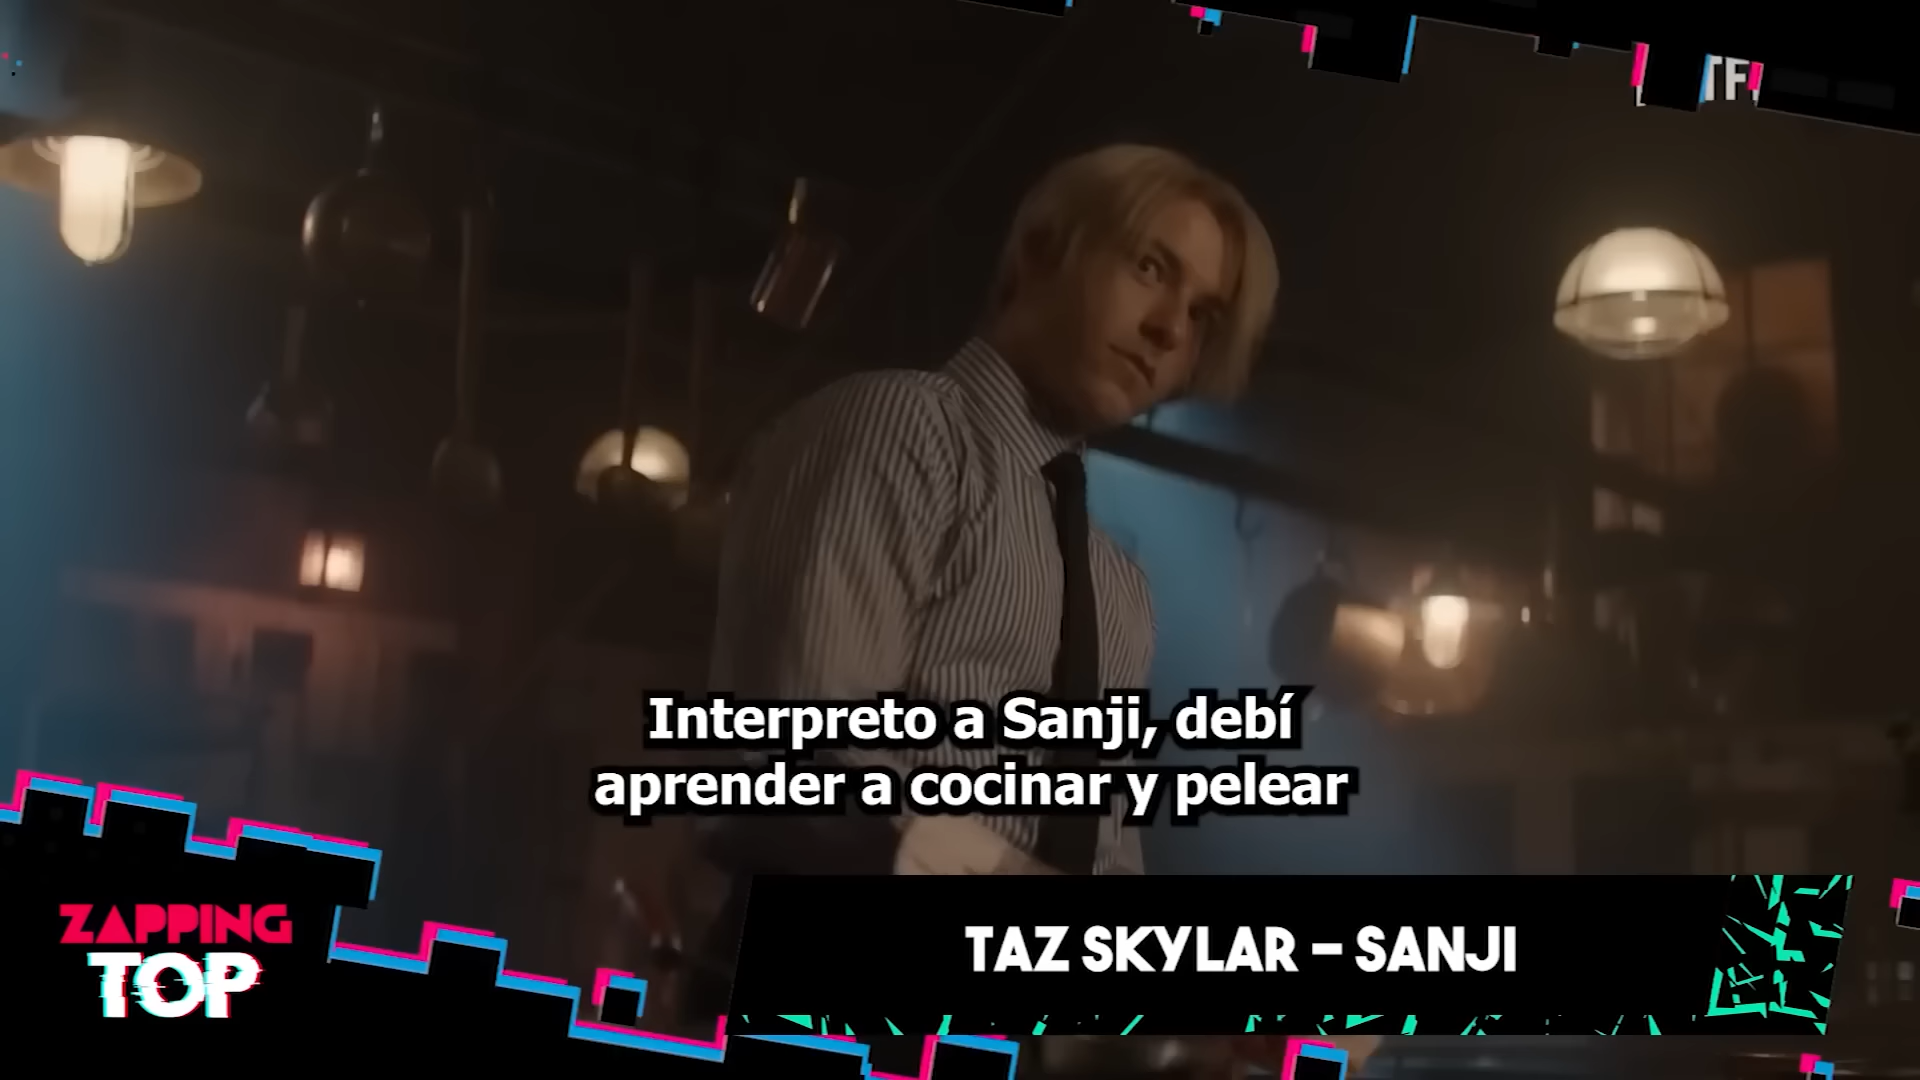 Interpreto a Sanji, debí
aprender a cocinar y pelear
ZAPPING
TOP
TAZ SKYLAR – SANJI